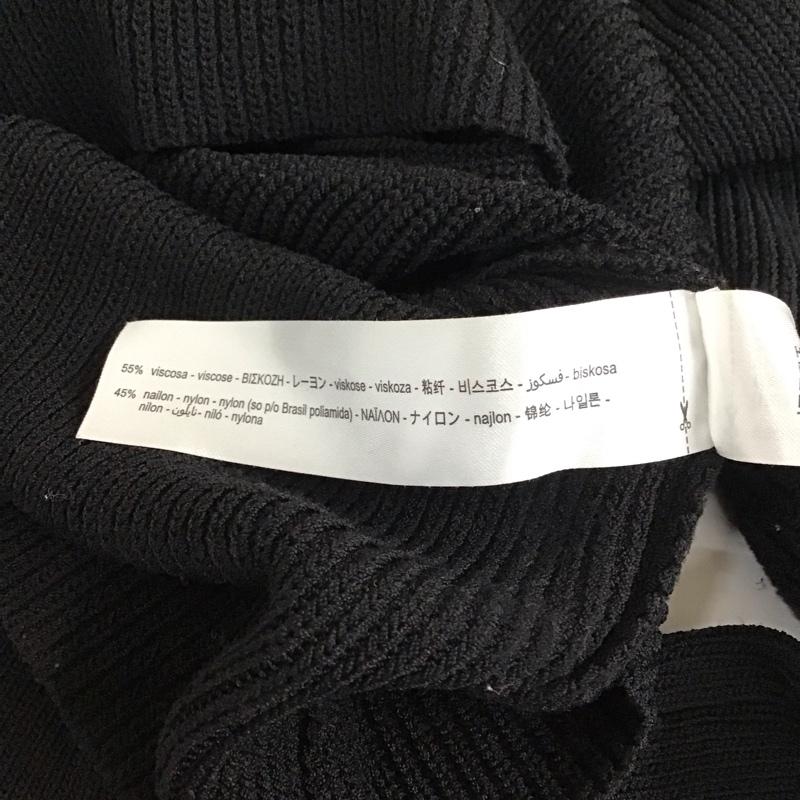 55% viscosa - viscose - ΒΙΣΚΟΖΗ - レーヨン - viskose - viskoza - 粘纤 - 비스코스 - فسكوز - biskosa
45% nailon - nylon - nylon (so p/o Brasil poliamida) - ΝΑΪΛΟΝ - ナイロン - najlon - 锦纶 - 나일론 -
nilon - نايلون - niló - nylona